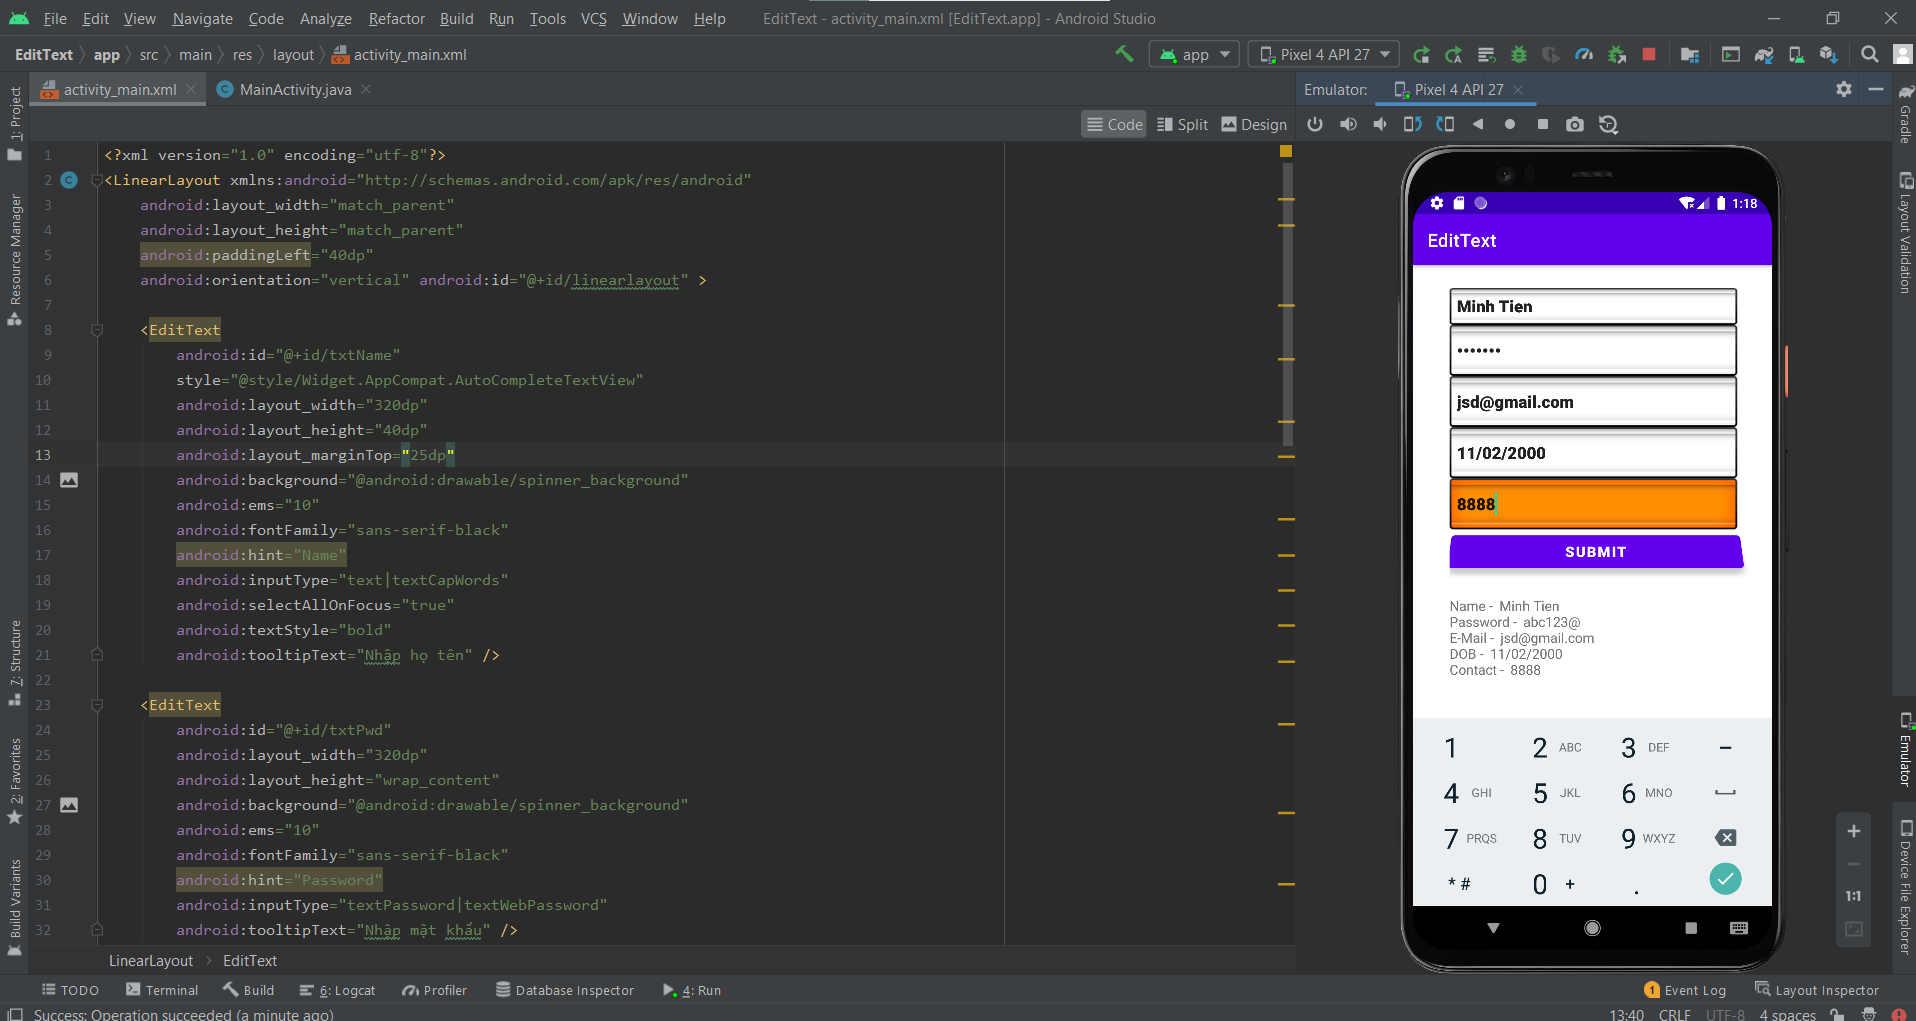 File Edit View Navigate Code Analyze Refactor Build Run Tools VCS Window Help EditText - activity_main.xml [EditText.app] - Android Studio
EditText app src main res layout activity_main.xml app Pixel 4 API 27
activity_main.xml MainActivity.java
Emulator: Pixel 4 API 27
Code Split Design
1: Project
Resource Manager
7: Structure
2: Favorites
Build Variants
1 <?xml version="1.0" encoding="utf-8"?>
2 <LinearLayout xmlns:android="http://schemas.android.com/apk/res/android"
3 android:layout_width="match_parent"
4 android:layout_height="match_parent"
5 android:paddingLeft="40dp"
6 android:orientation="vertical" android:id="@+id/linearlayout" >
7
8 <EditText
9 android:id="@+id/txtName"
10 style="@style/Widget.AppCompat.AutoCompleteTextView"
11 android:layout_width="320dp"
12 android:layout_height="40dp"
13 android:layout_marginTop="25dp"
14 android:background="@android:drawable/spinner_background"
15 android:ems="10"
16 android:fontFamily="sans-serif-black"
17 android:hint="Name"
18 android:inputType="text|textCapWords"
19 android:selectAllOnFocus="true"
20 android:textStyle="bold"
21 android:tooltipText="Nhập họ tên" />
22
23 <EditText
24 android:id="@+id/txtPwd"
25 android:layout_width="320dp"
26 android:layout_height="wrap_content"
27 android:background="@android:drawable/spinner_background"
28 android:ems="10"
29 android:fontFamily="sans-serif-black"
30 android:hint="Password"
31 android:inputType="textPassword|textWebPassword"
32 android:tooltipText="Nhập mật khẩu" />
LinearLayout EditText
1:18
EditText
Minh Tien
•••••••
jsd@gmail.com
11/02/2000
8888
SUBMIT
Name - Minh Tien
Password - abc123@
E-Mail - jsd@gmail.com
DOB - 11/02/2000
Contact - 8888
1 2 ABC 3 DEF –
4 GHI 5 JKL 6 MNO
7 PRQS 8 TUV 9 WXYZ
* # 0 + .
1:1
Gradle
Layout Validation
Emulator
Device File Explorer
TODO Terminal Build 6: Logcat Profiler Database Inspector 4: Run 1 Event Log Layout Inspector
Success: Operation succeeded (a minute ago) 13:40 CRLF UTF-8 4 spaces